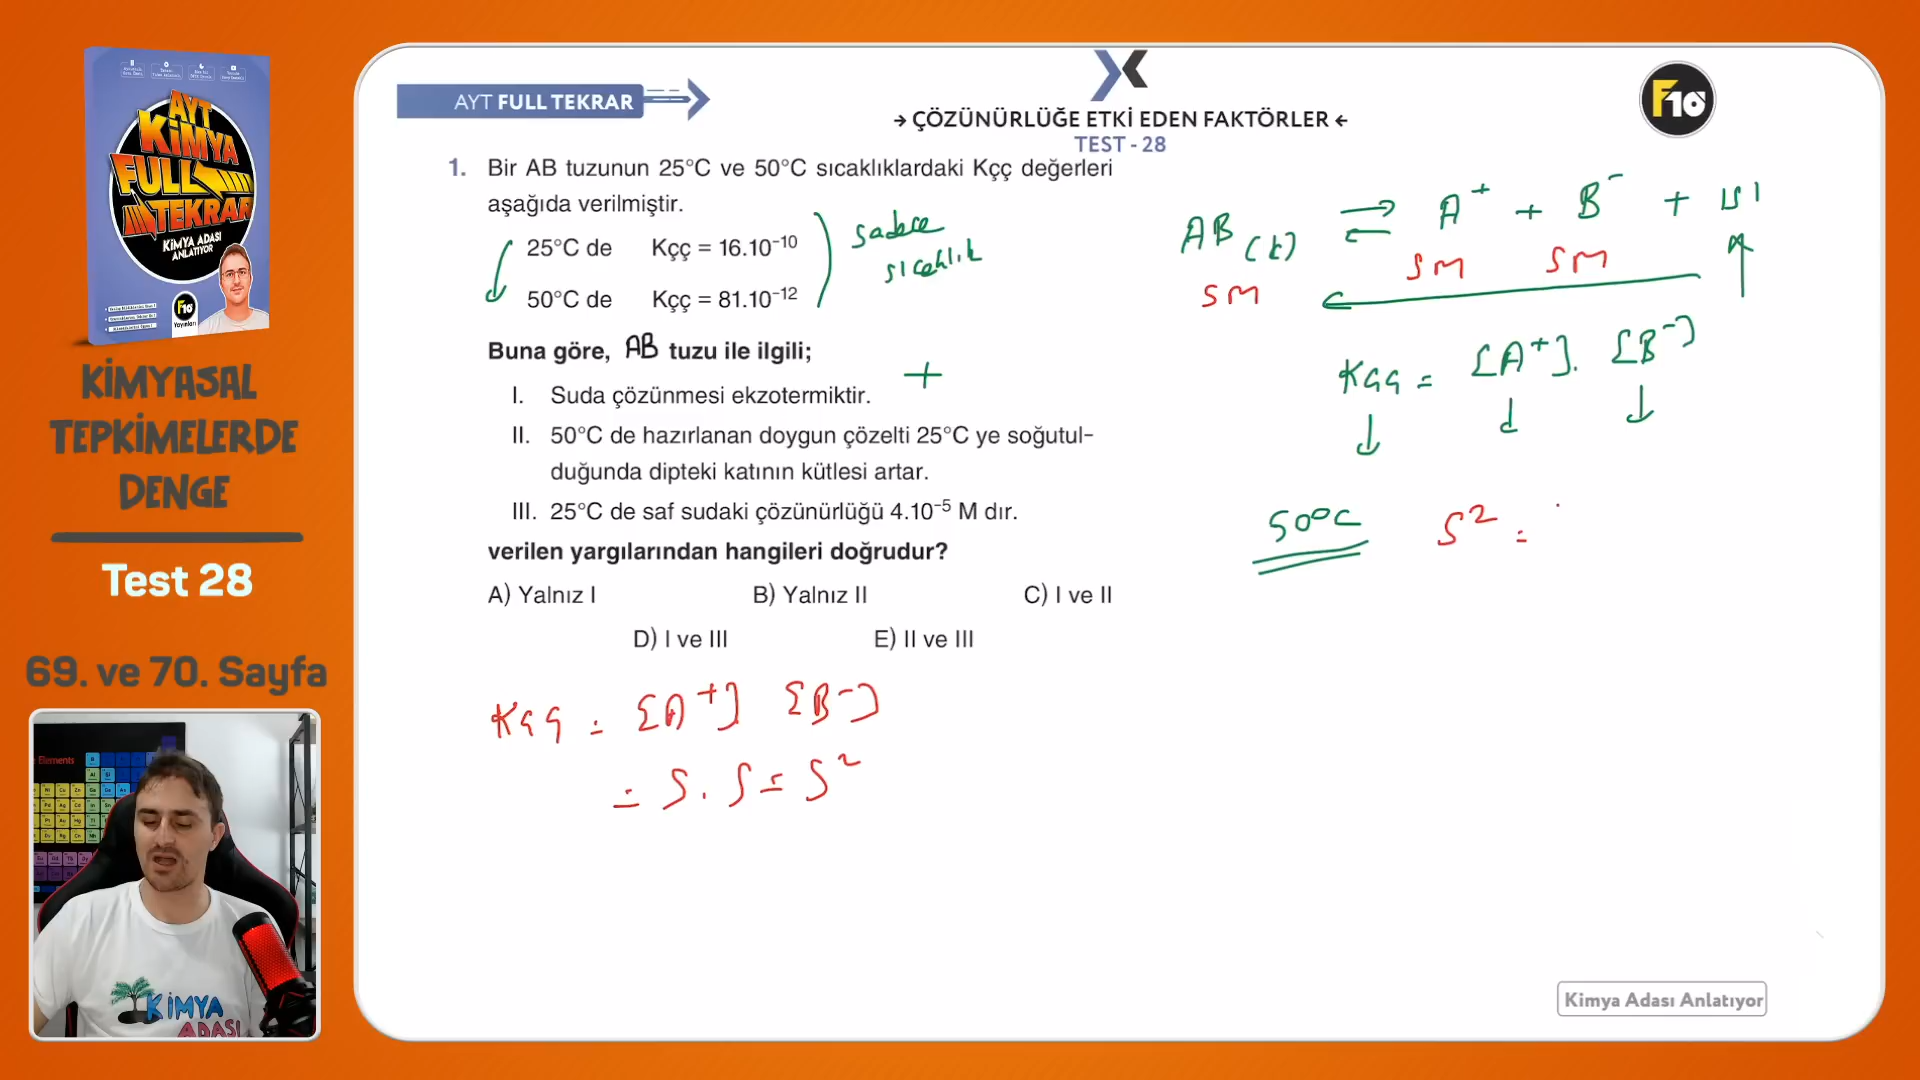 AYT KİMYA FULL TEKRAR
KİMYA ADASI ANLATIYOR
F10 Yayınları
KİMYASAL TEPKİMELERDE DENGE
Test 28
69. ve 70. Sayfa
Elements
KİMYA ADASI
AYT FULL TEKRAR
F10
→ ÇÖZÜNÜRLÜĞE ETKİ EDEN FAKTÖRLER ←
TEST - 28
1. Bir AB tuzunun 25°C ve 50°C sıcaklıklardaki Kçç değerleri
aşağıda verilmiştir.
25°C de Kçç = 16.10⁻¹⁰
50°C de Kçç = 81.10⁻¹²
sadece
sıcaklık
Buna göre, AB tuzu ile ilgili;
I. Suda çözünmesi ekzotermiktir. +
II. 50°C de hazırlanan doygun çözelti 25°C ye soğutul-
duğunda dipteki katının kütlesi artar.
III. 25°C de saf sudaki çözünürlüğü 4.10⁻⁵ M dır.
verilen yargılarından hangileri doğrudur?
A) Yalnız I B) Yalnız II C) I ve II
D) I ve III E) II ve III
Kçç = [A⁺] [B⁻]
= S . S = S²
AB(k) ⇌ A⁺ + B⁻ + ısı
SM SM SM
Kçç = [A⁺] . [B⁻]
50°C S² =
Kimya Adası Anlatıyor